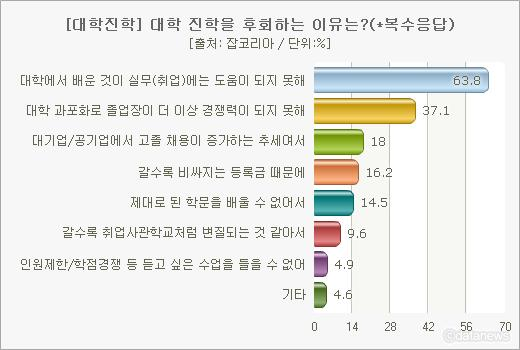 [대학진학] 대학 진학을 후회하는 이유는?(*복수응답)
[출처: 잡코리아 / 단위:%]
대학에서 배운 것이 실무(취업)에는 도움이 되지 못해 63.8
대학 과포화로 졸업장이 더 이상 경쟁력이 되지 못해 37.1
대기업/공기업에서 고졸 채용이 증가하는 추세여서 18
갈수록 비싸지는 등록금 때문에 16.2
제대로 된 학문을 배울 수 없어서 14.5
갈수록 취업사관학교처럼 변질되는 것 같아서 9.6
인원제한/학점경쟁 등 듣고 싶은 수업을 들을 수 없어 4.9
기타 4.6
0 14 28 42 56 70
ⓒdatanews